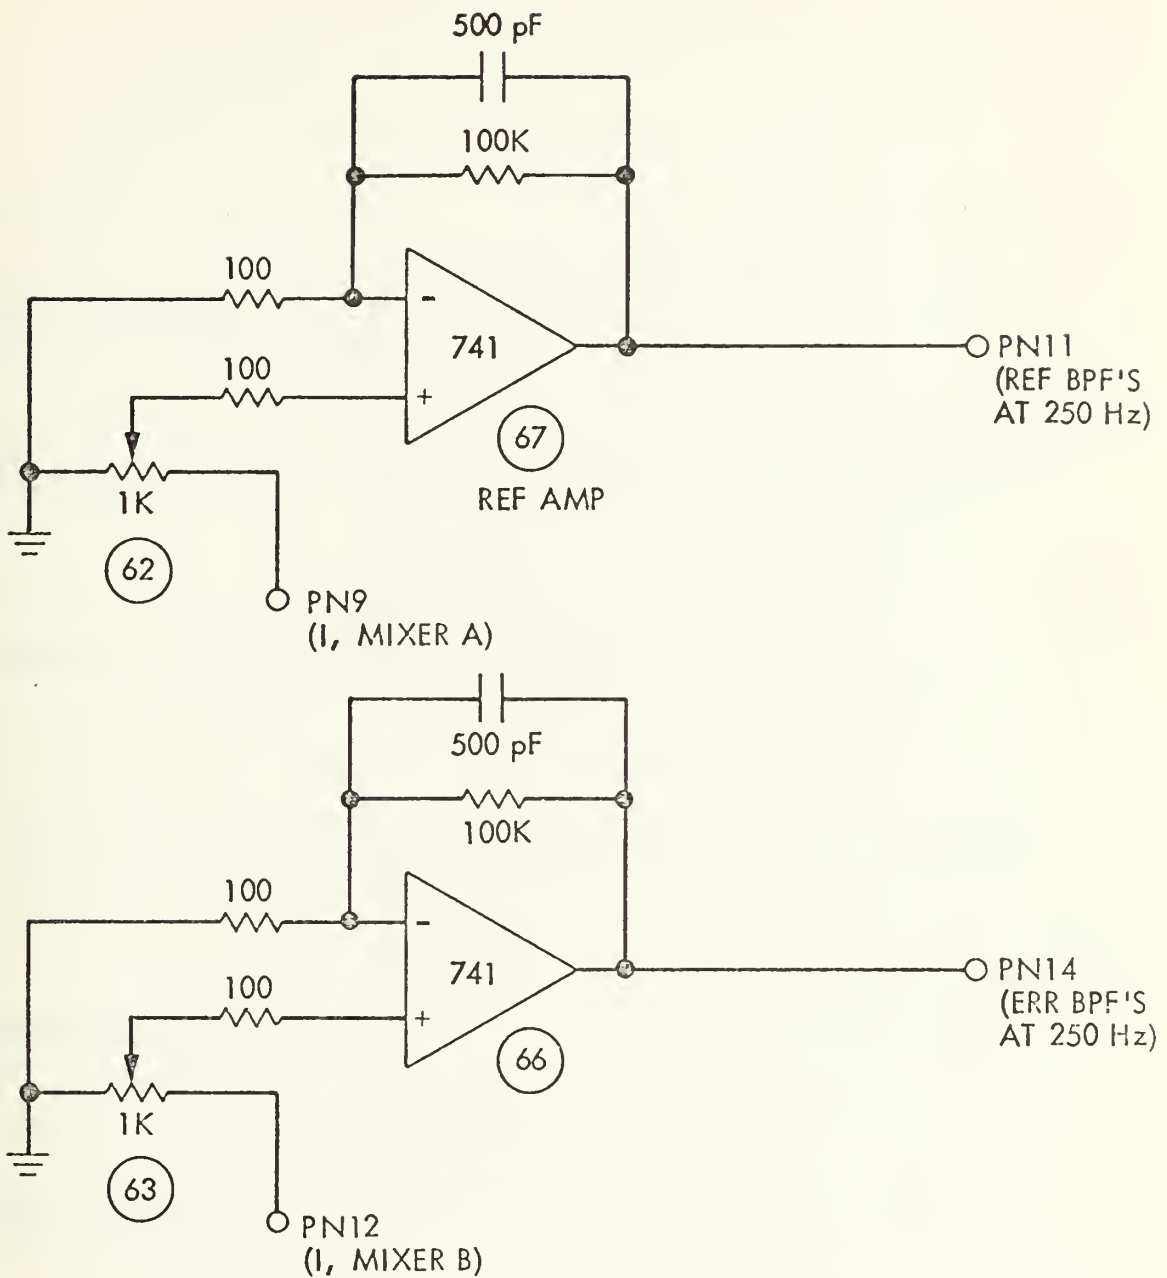 500 pF
100K
100
-
741
100
+
PN11
(REF BPF'S
AT 250 Hz)
67
REF AMP
1K
62
PN9
(I, MIXER A)
500 pF
100K
100
-
741
100
+
PN14
(ERR BPF'S
AT 250 Hz)
66
1K
63
PN12
(I, MIXER B)